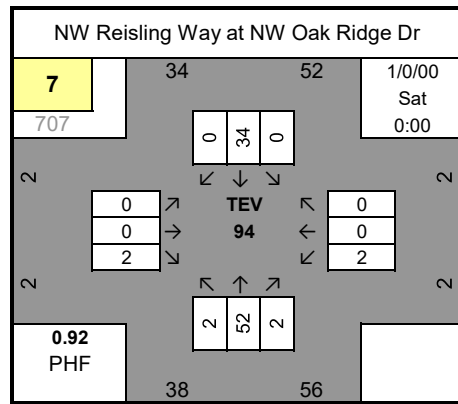 NW Reisling Way at NW Oak Ridge Dr
7
707
34 52
1/0/00
Sat
0:00
0 34 0
2 2
↙ ↓ ↘
0 ↗ TEV ↖ 0
0 → 94 ← 0
2 ↘ ↙ 2
↖ ↑ ↗
2 2
2 52 2
0.92
PHF
38 56